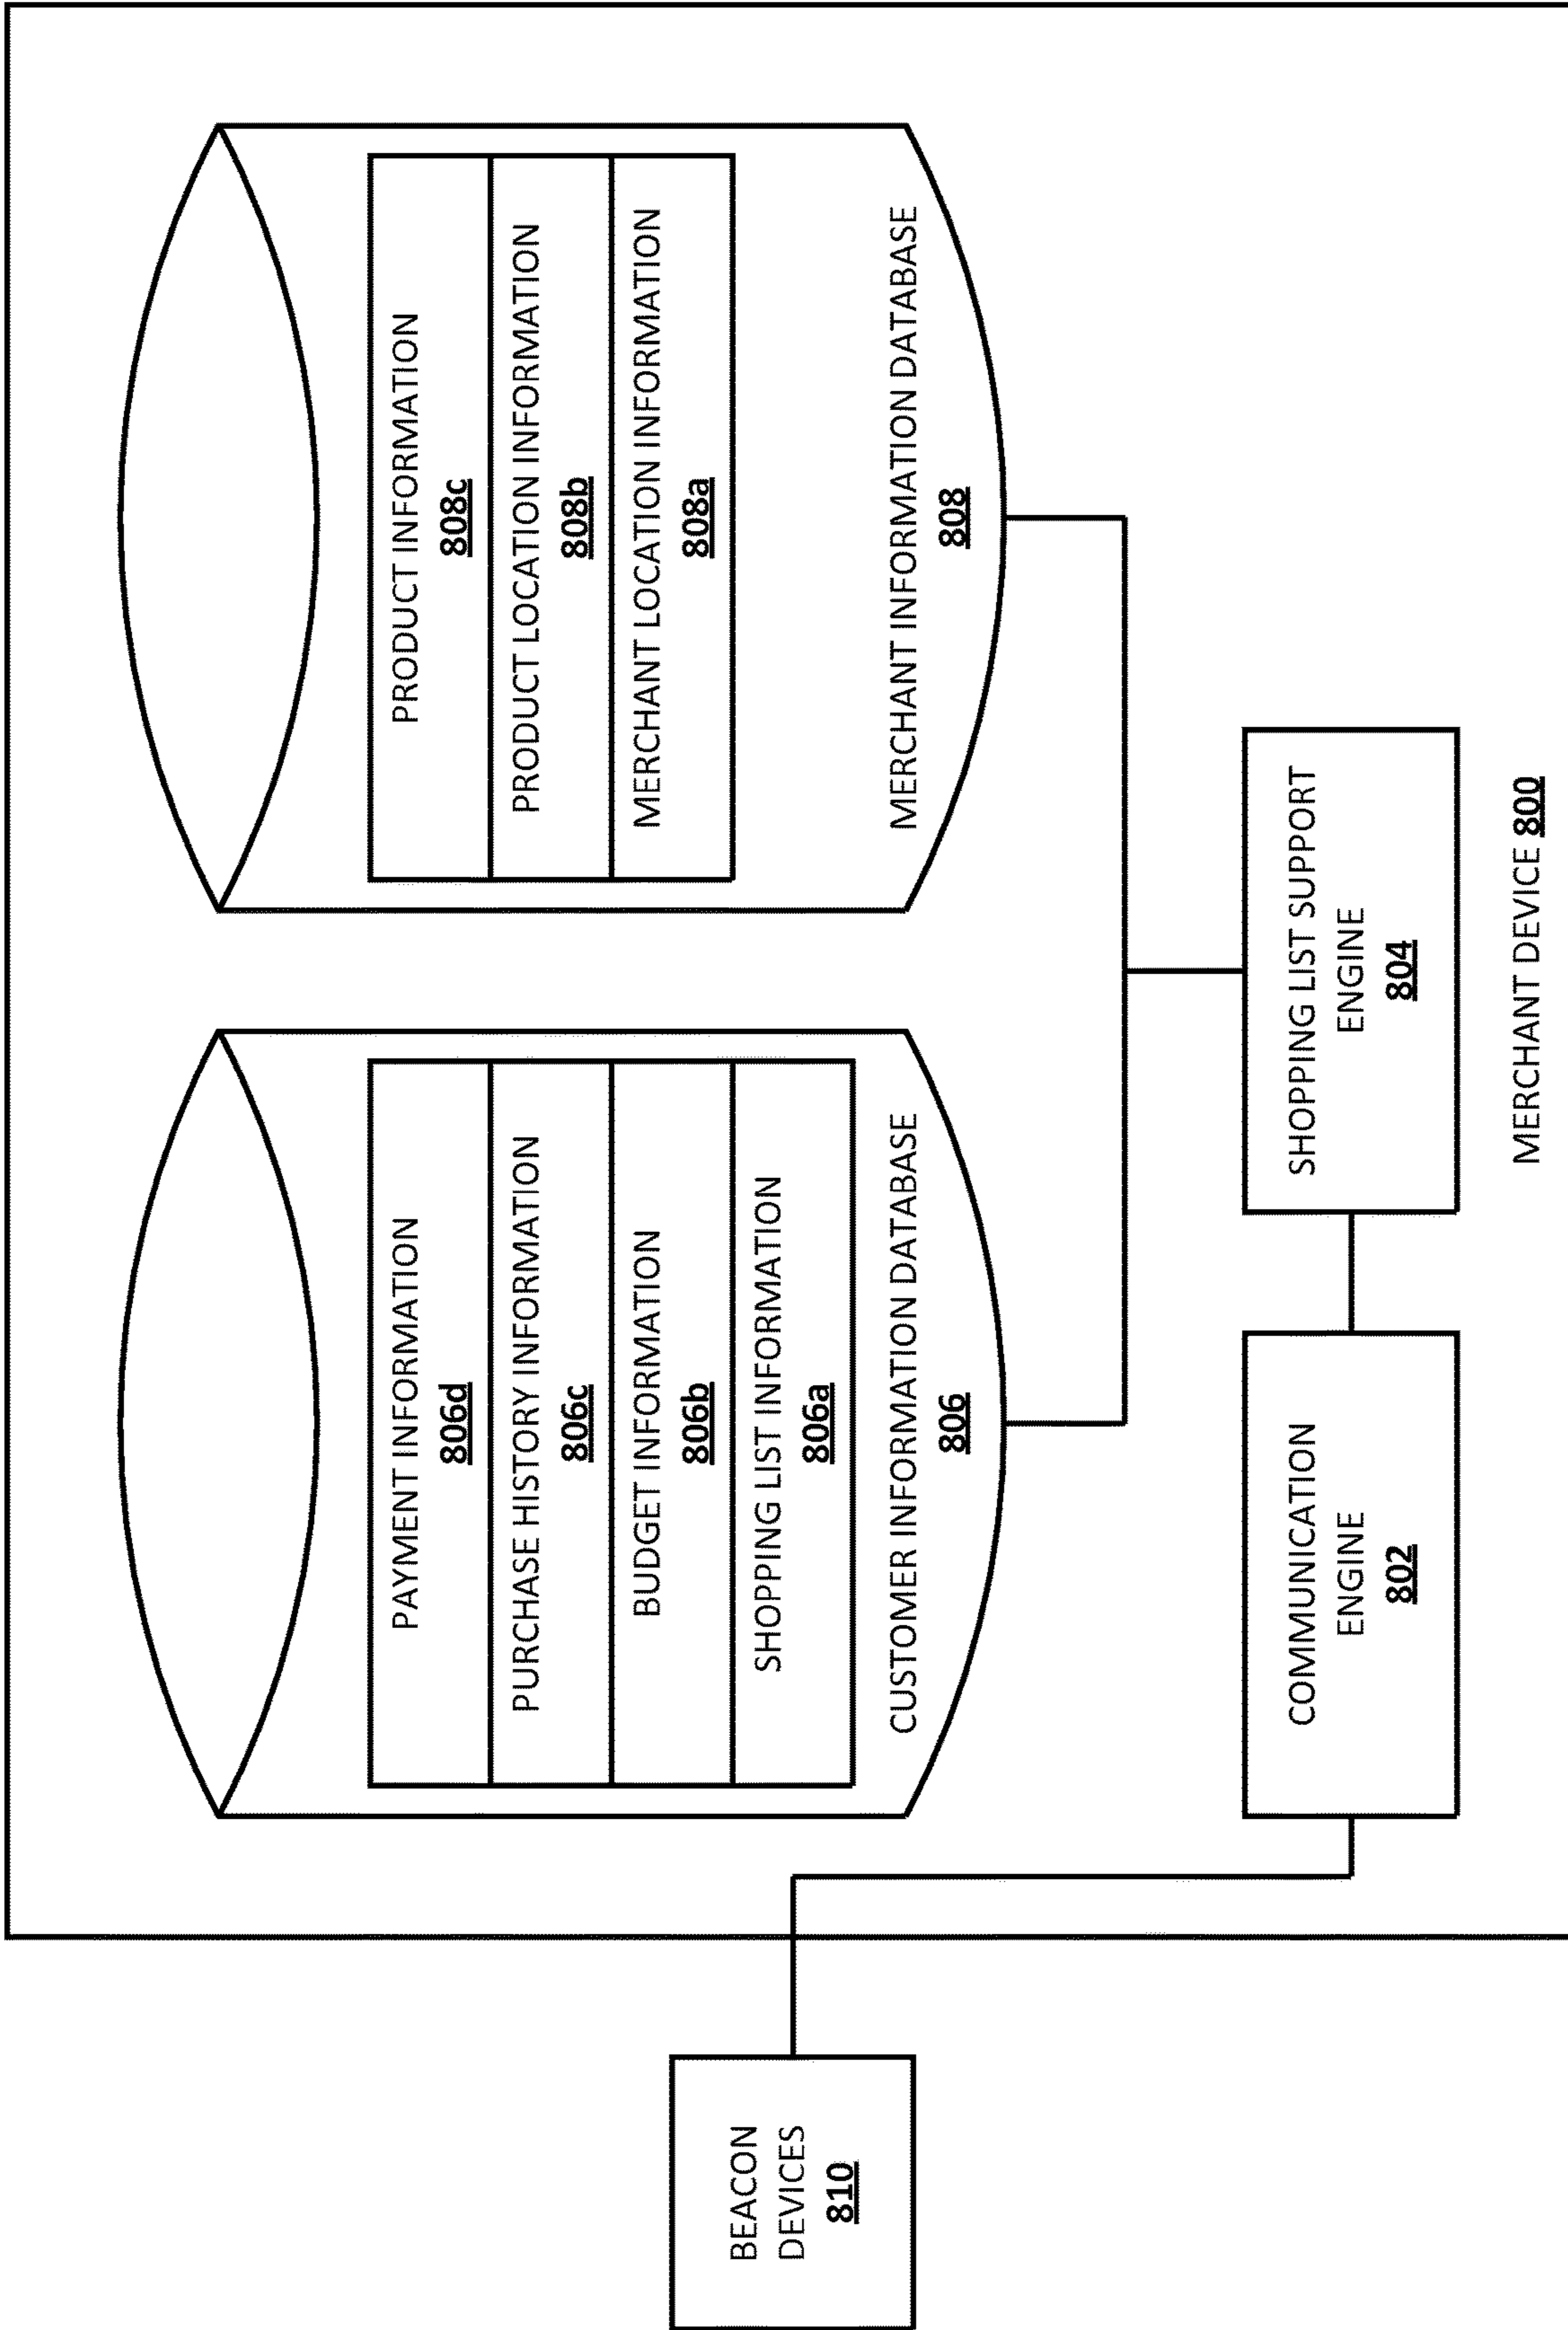 PAYMENT INFORMATION
806d
PURCHASE HISTORY INFORMATION
806c
BUDGET INFORMATION
806b
SHOPPING LIST INFORMATION
806a
CUSTOMER INFORMATION DATABASE
806
PRODUCT INFORMATION
808c
PRODUCT LOCATION INFORMATION
808b
MERCHANT LOCATION INFORMATION
808a
MERCHANT INFORMATION DATABASE
808
BEACON
DEVICES
810
COMMUNICATION
ENGINE
802
SHOPPING LIST SUPPORT
ENGINE
804
MERCHANT DEVICE 800